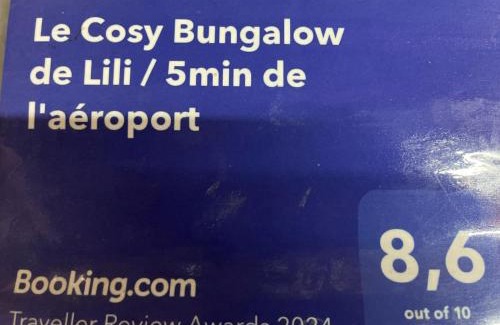 Le Cosy Bungalow
de Lili / 5min de
l'aéroport
8,6
Booking.com
out of 10
Traveller Review Awards 2024